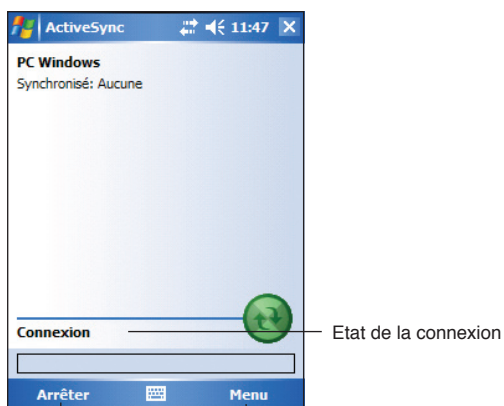 ActiveSync 11:47
PC Windows
Synchronisé: Aucune
Connexion
Etat de la connexion
Arrêter Menu